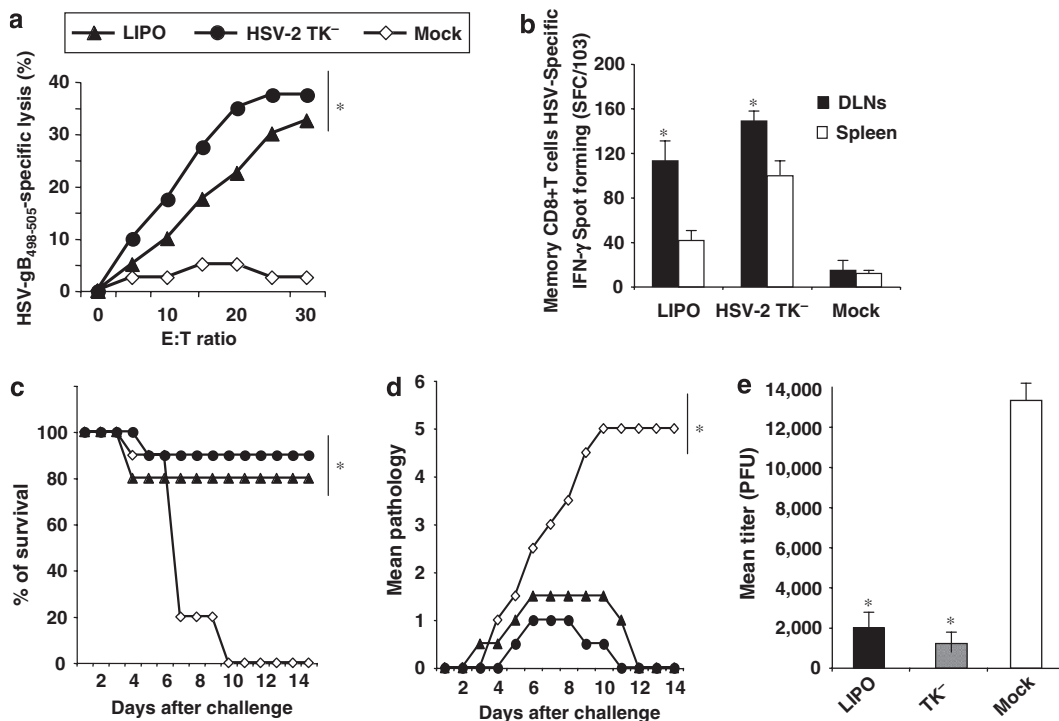 a
LIPO HSV-2 TK⁻ Mock
HSV-gB498-505-specific lysis (%)
40
30
20
10
0
*
0 10 20 30
E:T ratio
b
Memory CD8+T cells HSV-Specific
IFN-γ Spot forming (SFC/103)
200
160
120
80
40
0
* *
DLNs
Spleen
LIPO HSV-2 TK⁻ Mock
c
% of survival
100
80
60
40
20
0
*
2 4 6 8 10 12 14
Days after challenge
d
Mean pathology
6
5
4
3
2
1
0
*
2 4 6 8 10 12 14
Days after challenge
e
Mean titer (PFU)
14,000
12,000
10,000
8,000
6,000
4,000
2,000
0
* *
LIPO TK⁻ Mock